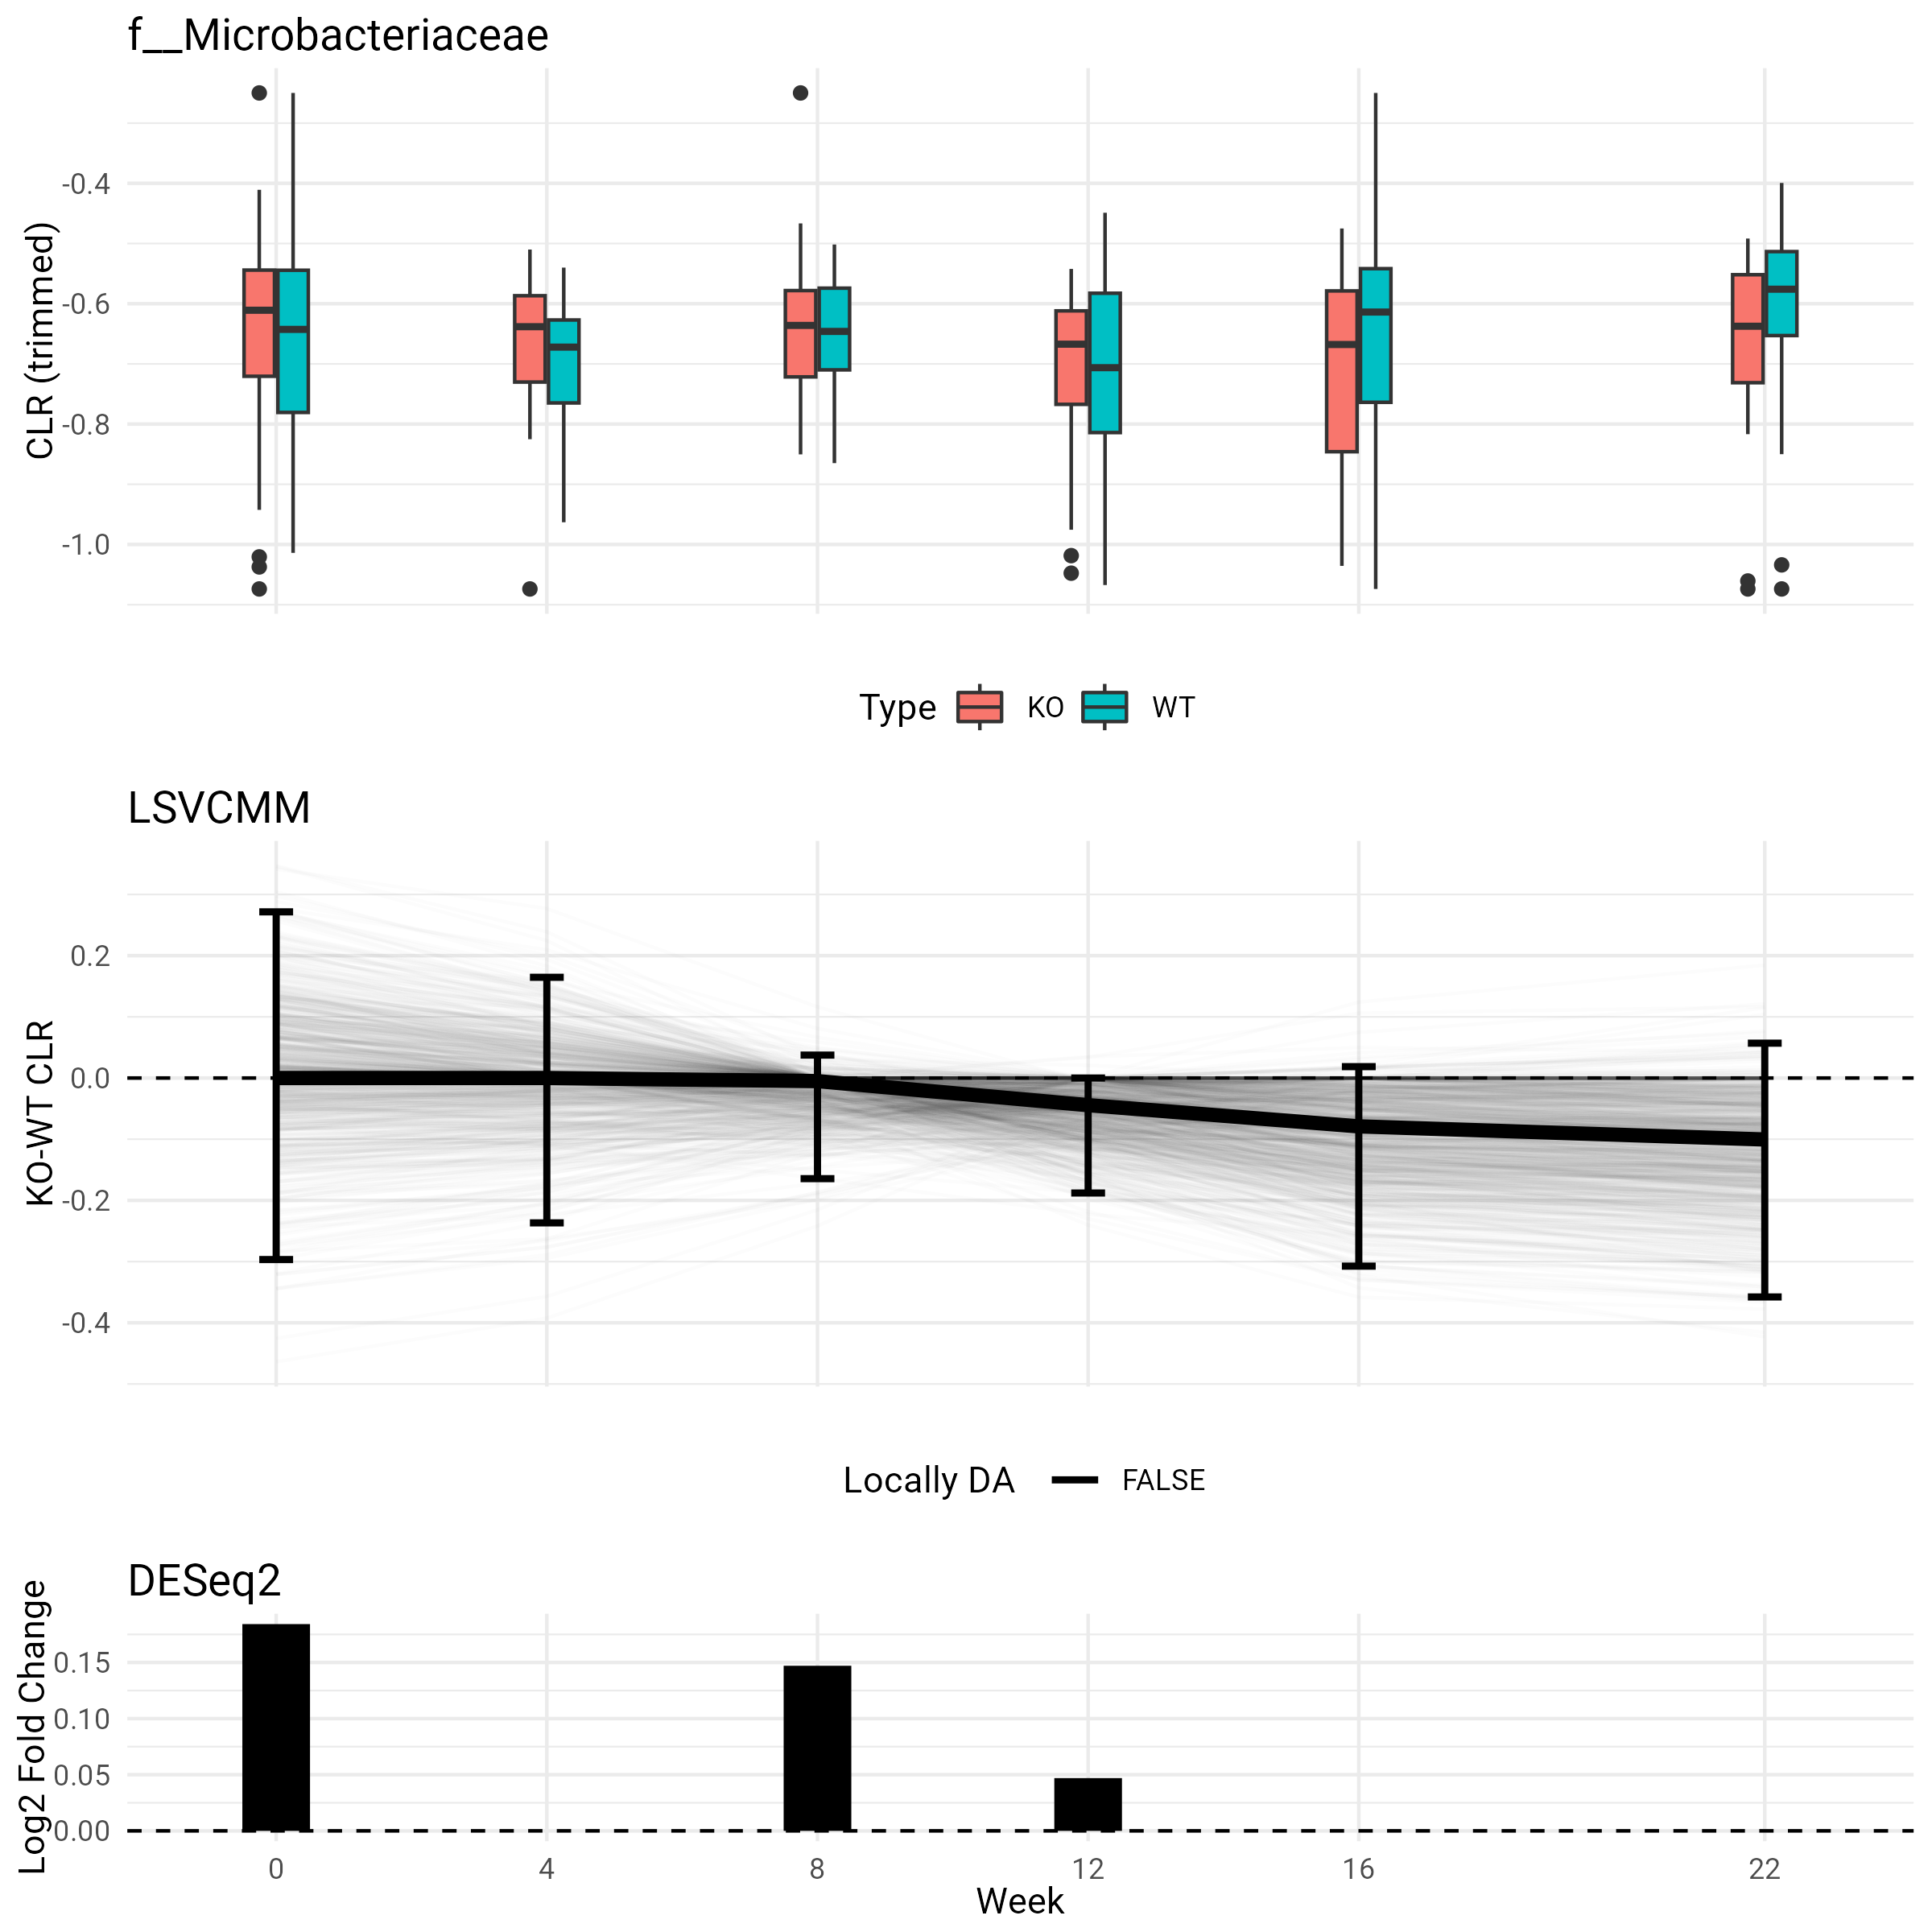 f__Microbacteriaceae
CLR (trimmed)
-0.4
-0.6
-0.8
-1.0
Type KO WT
LSVCMM
KO-WT CLR
0.2
0.0
-0.2
-0.4
Locally DA FALSE
DESeq2
Log2 Fold Change
0.15
0.10
0.05
0.00
0 4 8 12 16 22
Week